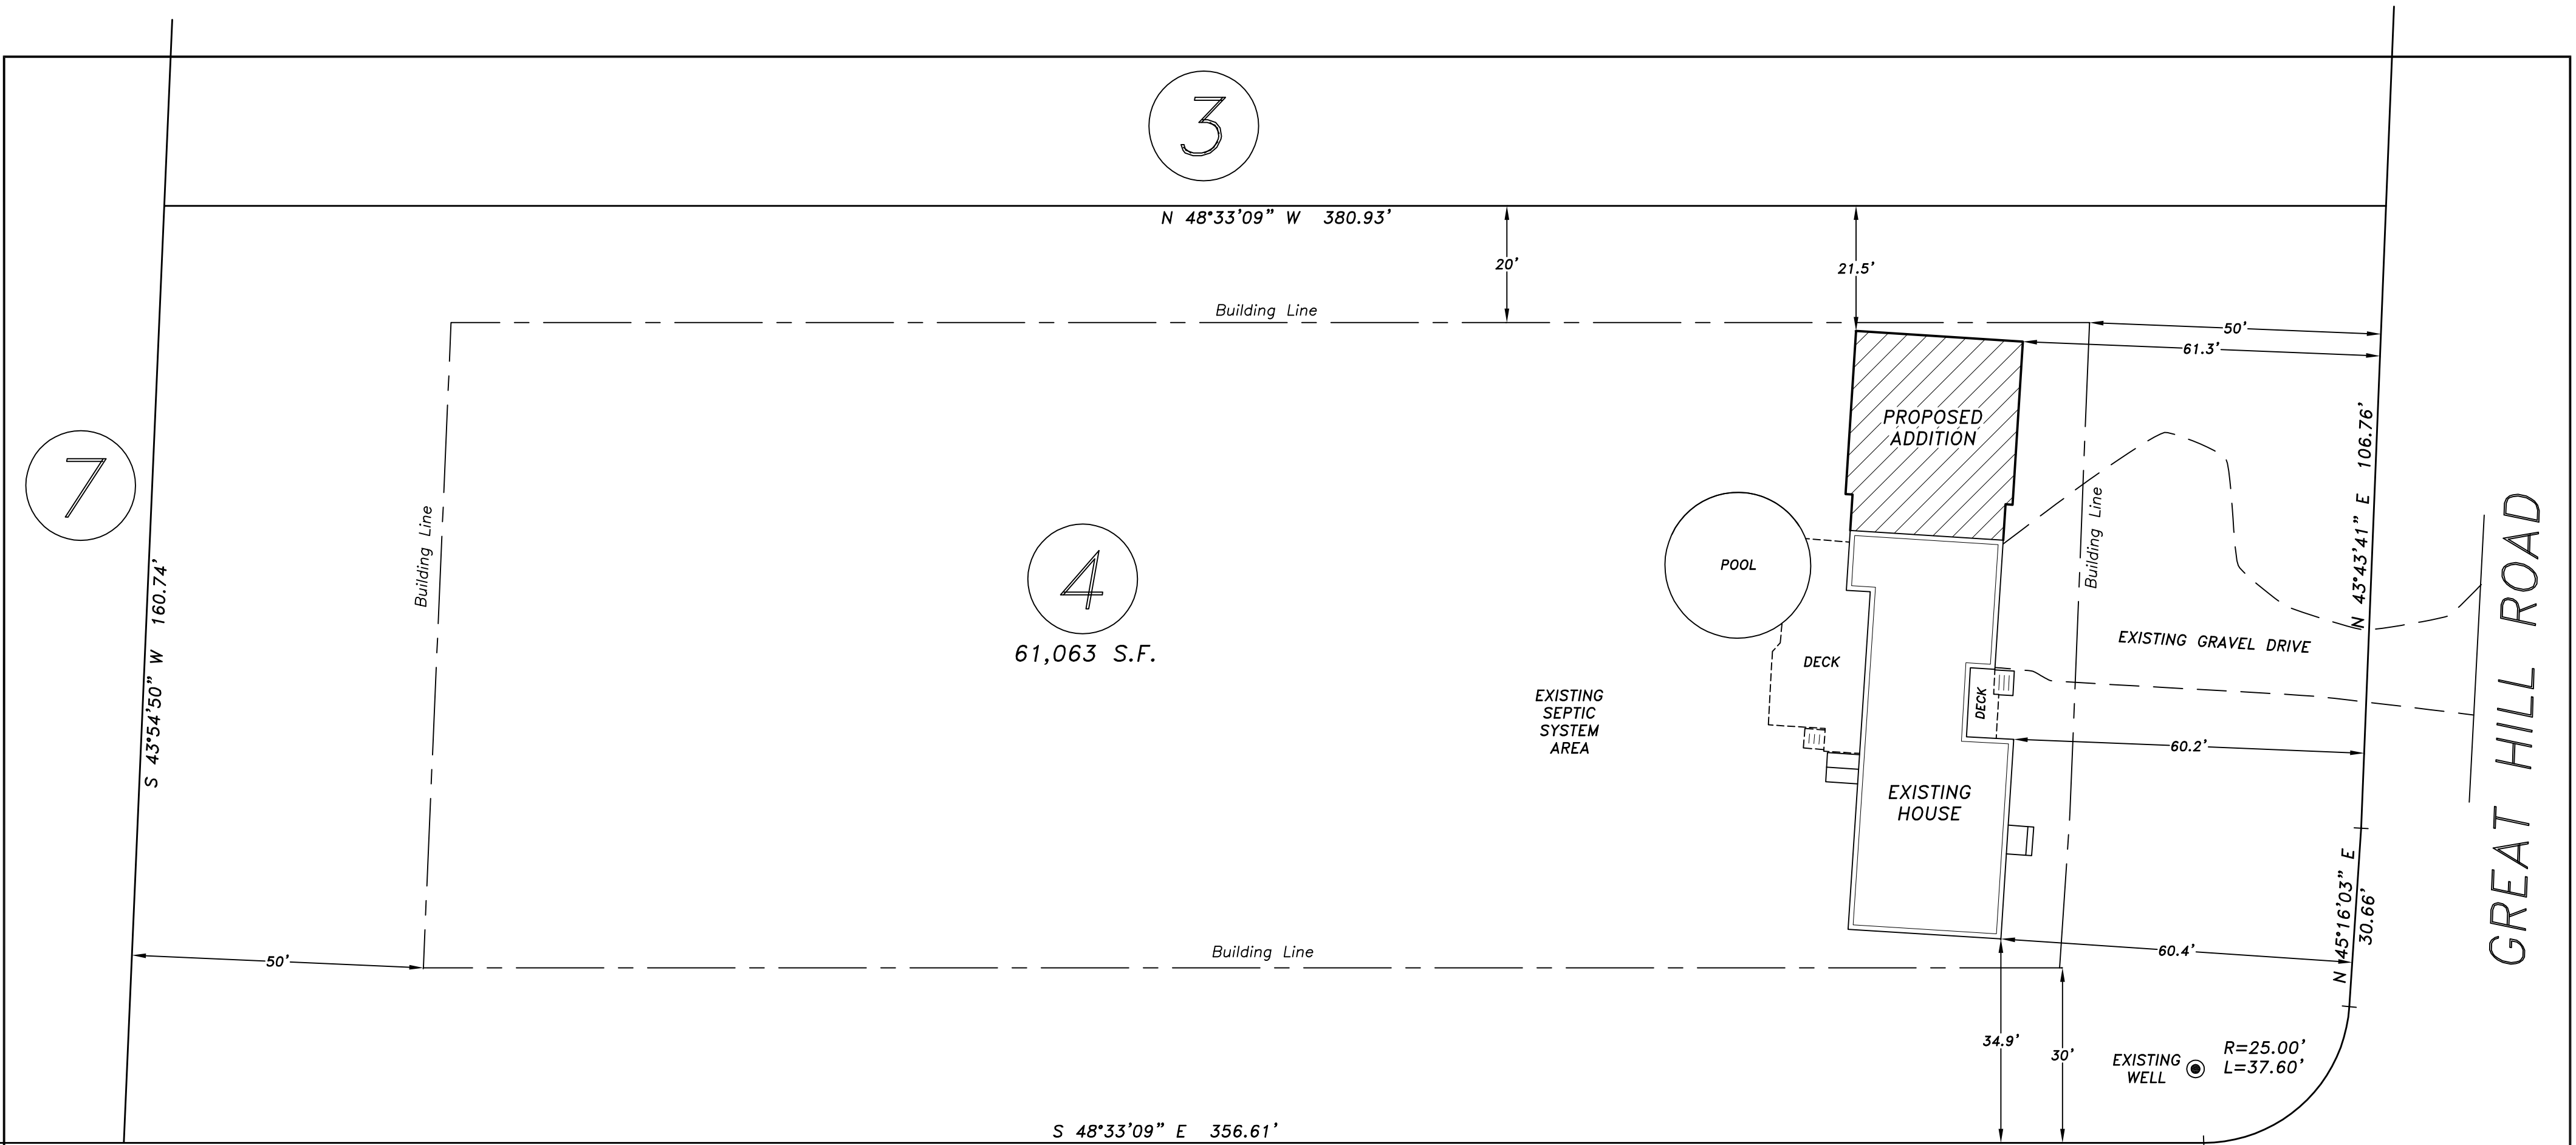 3
N 48°33'09" W 380.93'
20'
21.5'
Building Line
50'
61.3'
PROPOSED
ADDITION
N 43°43'41" E 106.76'
7
S 43°54'50" W 160.74'
Building Line
4
61,063 S.F.
POOL
DECK
EXISTING
SEPTIC
SYSTEM
AREA
DECK
Building Line
EXISTING GRAVEL DRIVE
GREAT HILL ROAD
60.2'
EXISTING
HOUSE
N 45°16'03" E
30.66'
50'
Building Line
60.4'
34.9'
30'
EXISTING
WELL
R=25.00'
L=37.60'
S 48°33'09" E 356.61'